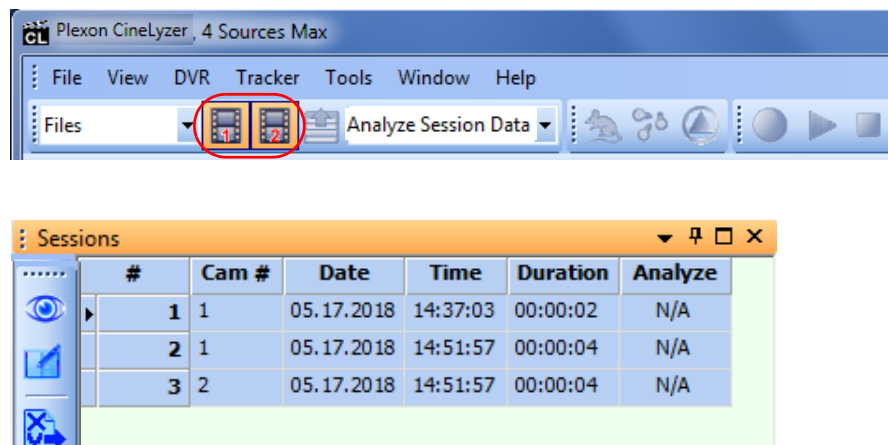 CL Plexon CineLyzer , 4 Sources Max
File View DVR Tracker Tools Window Help
Files 1 2 Analyze Session Data
Sessions
# Cam # Date Time Duration Analyze
1 1 05.17.2018 14:37:03 00:00:02 N/A
2 1 05.17.2018 14:51:57 00:00:04 N/A
3 2 05.17.2018 14:51:57 00:00:04 N/A